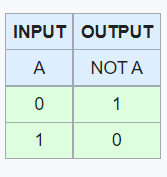 INPUT OUTPUT
A NOT A
0 1
1 0